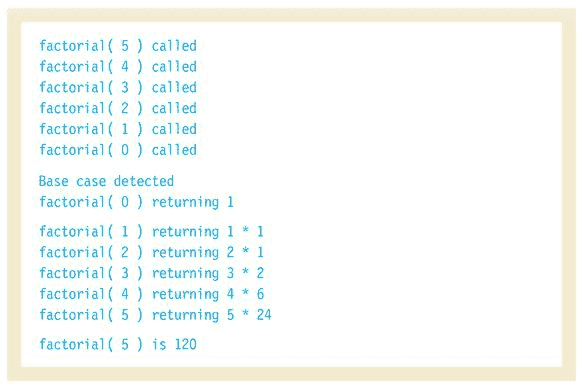 factorial( 5 ) called
factorial( 4 ) called
factorial( 3 ) called
factorial( 2 ) called
factorial( 1 ) called
factorial( 0 ) called
Base case detected
factorial( 0 ) returning 1
factorial( 1 ) returning 1 * 1
factorial( 2 ) returning 2 * 1
factorial( 3 ) returning 3 * 2
factorial( 4 ) returning 4 * 6
factorial( 5 ) returning 5 * 24
factorial( 5 ) is 120